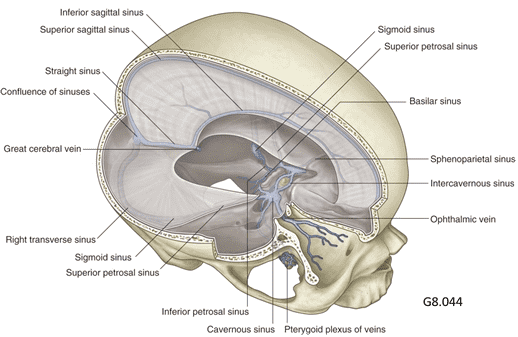 Inferior sagittal sinus
Superior sagittal sinus
Straight sinus
Confluence of sinuses
Great cerebral vein
Right transverse sinus
Sigmoid sinus
Superior petrosal sinus
Inferior petrosal sinus
Cavernous sinus
Pterygoid plexus of veins
Sigmoid sinus
Superior petrosal sinus
Basilar sinus
Sphenoparietal sinus
Intercavernous sinus
Ophthalmic vein
G8.044